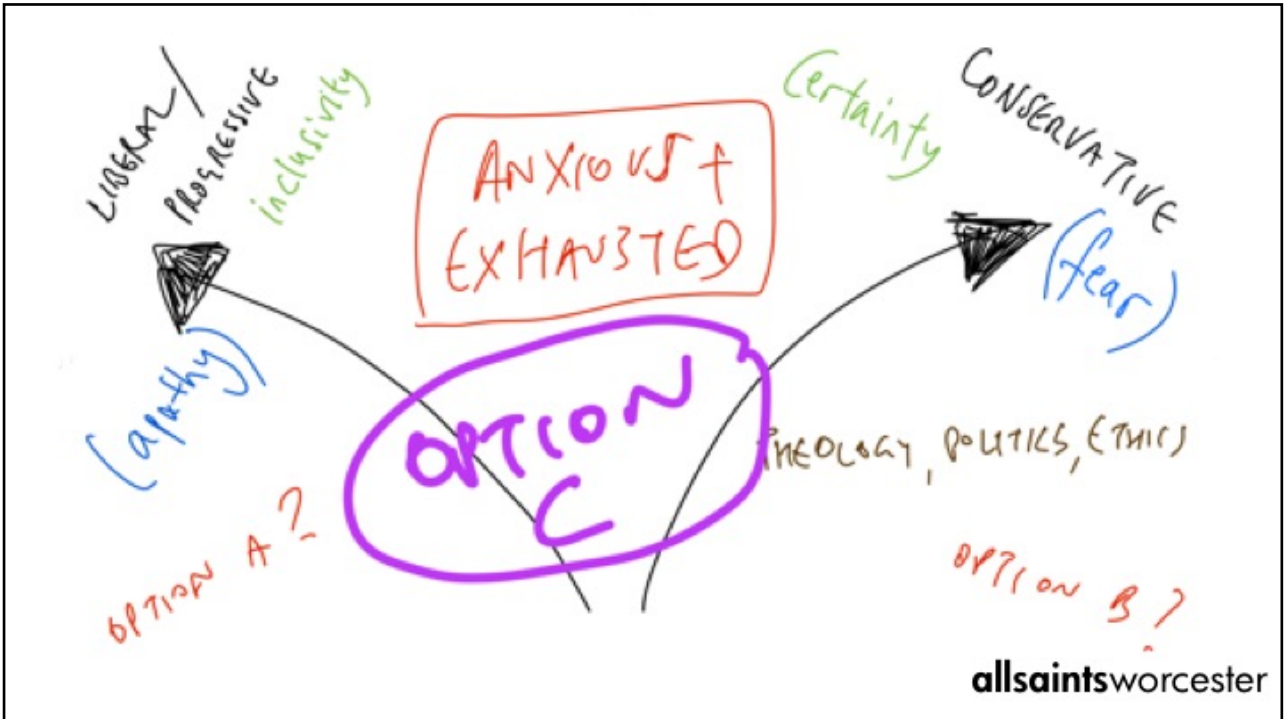 LIBERAL/
PROGRESSIVE
inclusivity
ANXIOUS +
EXHAUSTED
Certainty
CONSERVATIVE
(fear)
(apathy)
OPTION
C
THEOLOGY, POLITICS, ETHICS
OPTION A?
OPTION B?
allsaintsworcester